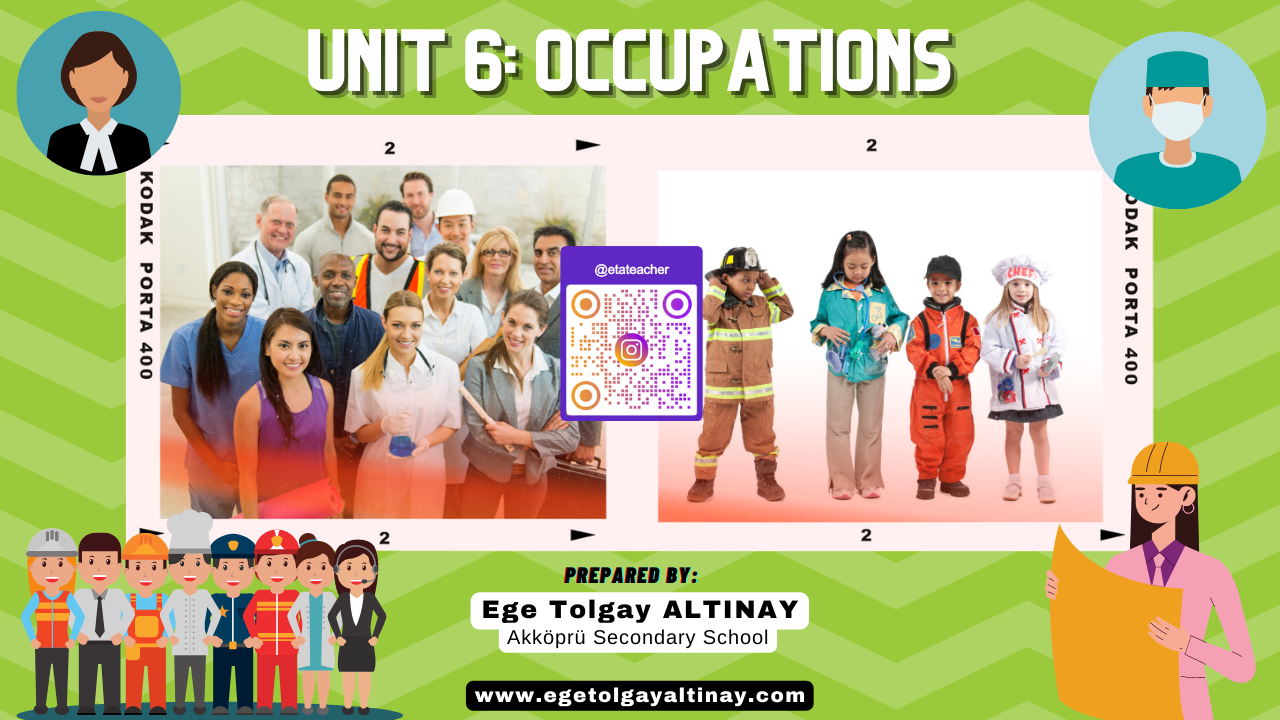 UNIT 6: OCCUPATIONS
2
2
KODAK PORTA 400
ODAK PORTA 400
@etateacher
CHEF
2
2
PREPARED BY:
Ege Tolgay ALTINAY
Akköprü Secondary School
www.egetolgayaltinay.com